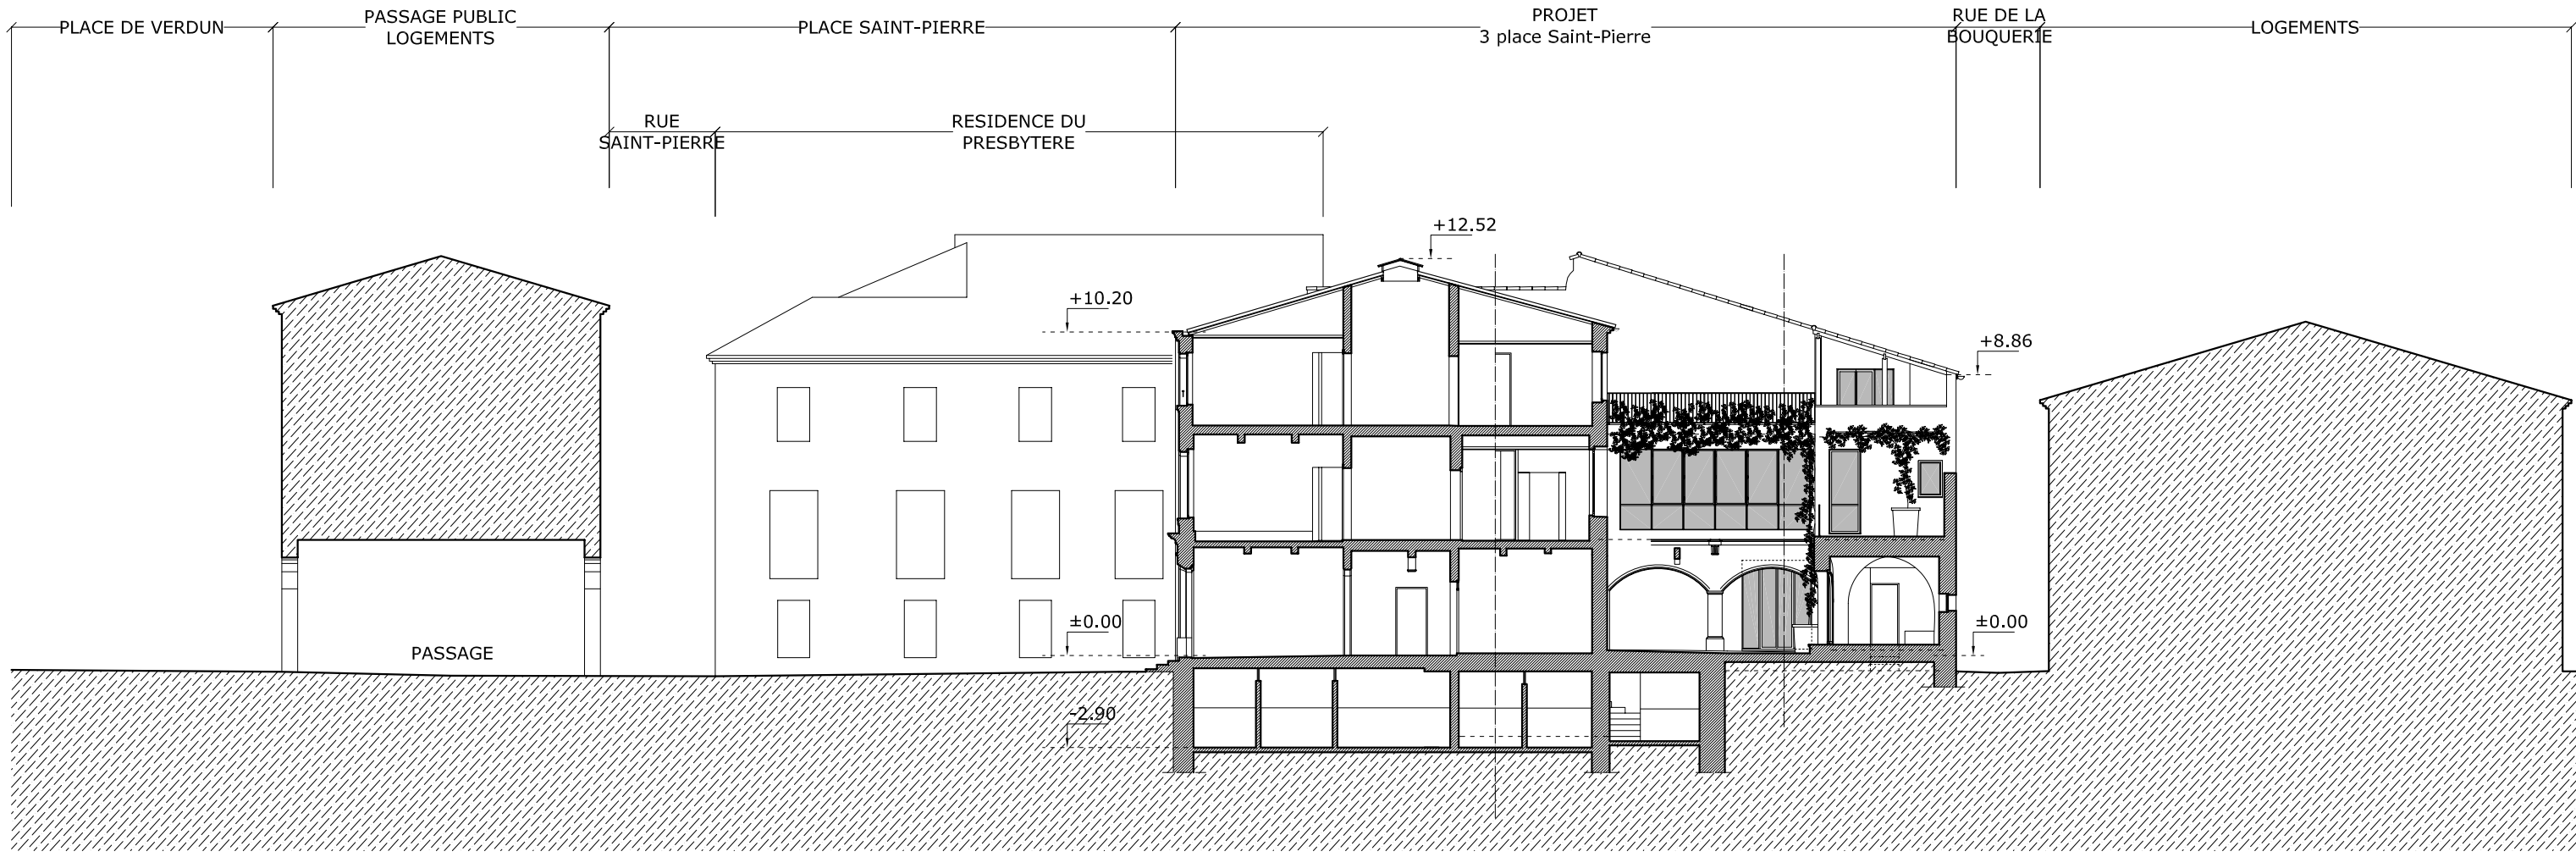 PLACE DE VERDUN
PASSAGE PUBLIC
LOGEMENTS
PLACE SAINT-PIERRE
PROJET
3 place Saint-Pierre
RUE DE LA
BOUQUERIE
LOGEMENTS
RUE
SAINT-PIERRE
RESIDENCE DU
PRESBYTERE
+12.52
+10.20
+8.86
±0.00
±0.00
PASSAGE
-2.90